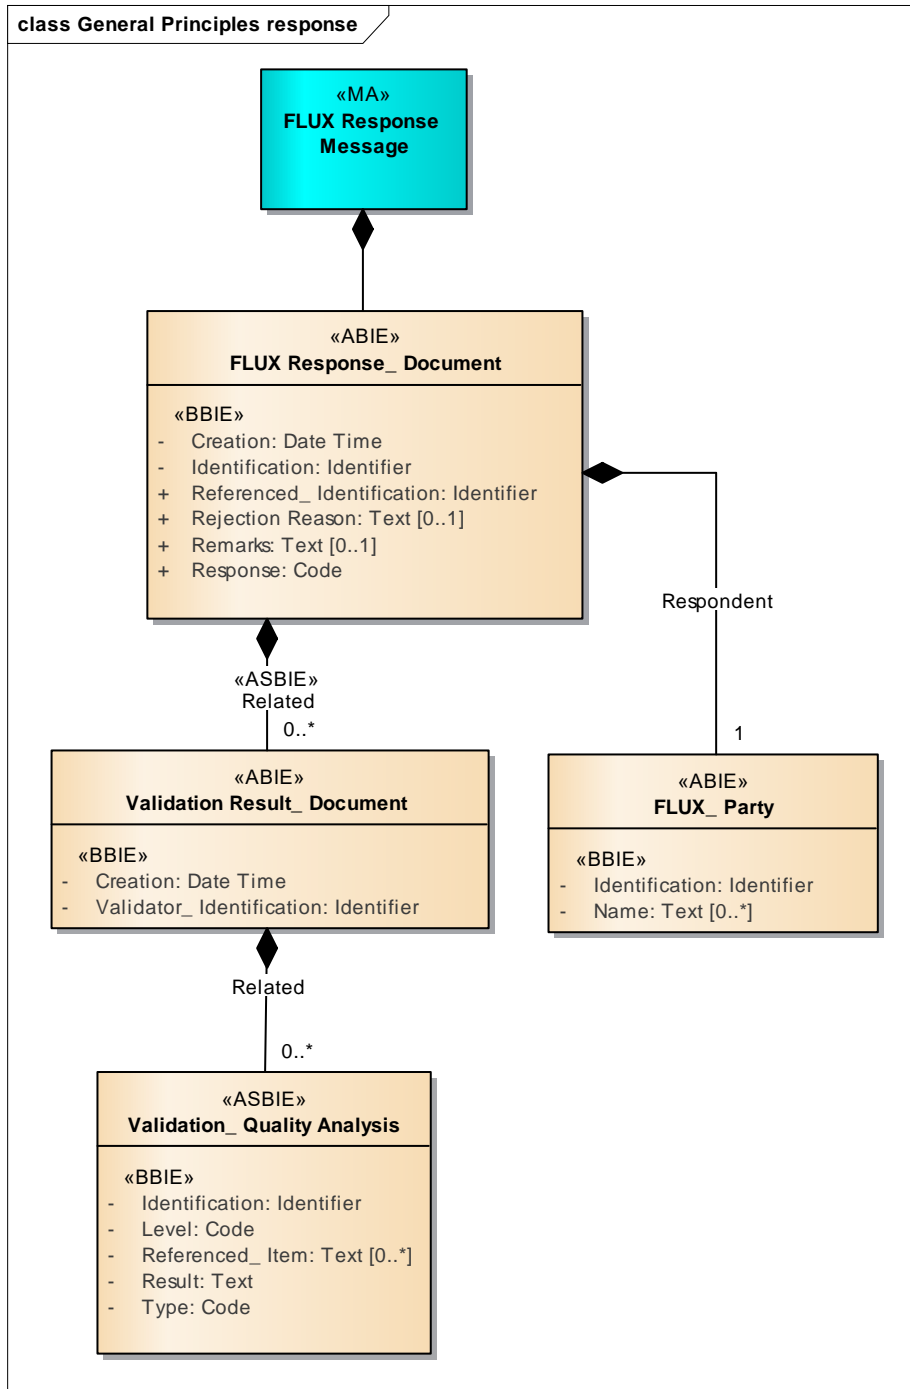 class General Principles response
«MA»
FLUX Response
Message
«ABIE»
FLUX Response_ Document
«BBIE»
- Creation: Date Time
- Identification: Identifier
+ Referenced_ Identification: Identifier
+ Rejection Reason: Text [0..1]
+ Remarks: Text [0..1]
+ Response: Code
Respondent
1
«ASBIE»
Related
0..*
«ABIE»
Validation Result_ Document
«BBIE»
- Creation: Date Time
- Validator_ Identification: Identifier
«ABIE»
FLUX_ Party
«BBIE»
- Identification: Identifier
- Name: Text [0..*]
Related
0..*
«ASBIE»
Validation_ Quality Analysis
«BBIE»
- Identification: Identifier
- Level: Code
- Referenced_ Item: Text [0..*]
- Result: Text
- Type: Code